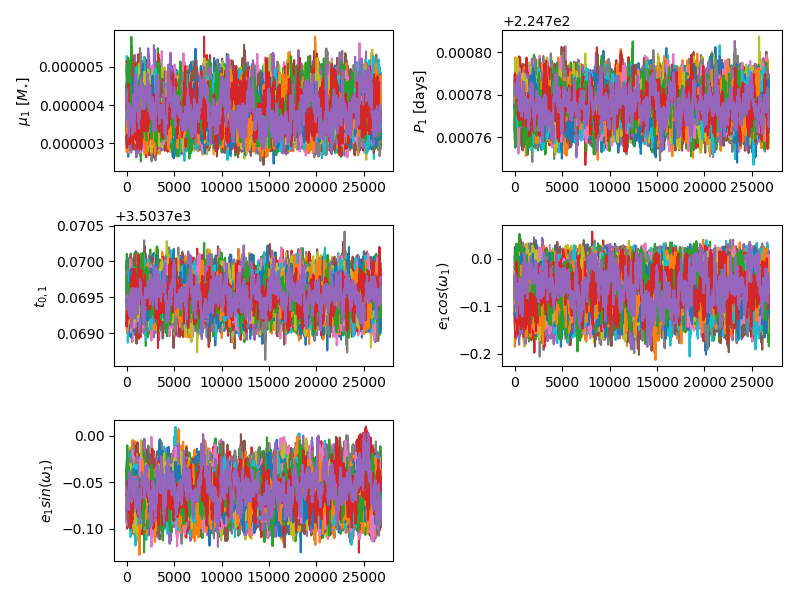 +2.247e2
μ₁ [M⋆]
0.000005
0.000004
0.000003
0 5000 10000 15000 20000 25000
P₁ [days]
0.00080
0.00078
0.00076
0 5000 10000 15000 20000 25000
+3.5037e3
t₀,₁
0.0705
0.0700
0.0695
0.0690
0 5000 10000 15000 20000 25000
e₁cos(ω₁)
0.0
−0.1
−0.2
0 5000 10000 15000 20000 25000
e₁sin(ω₁)
0.00
−0.05
−0.10
0 5000 10000 15000 20000 25000